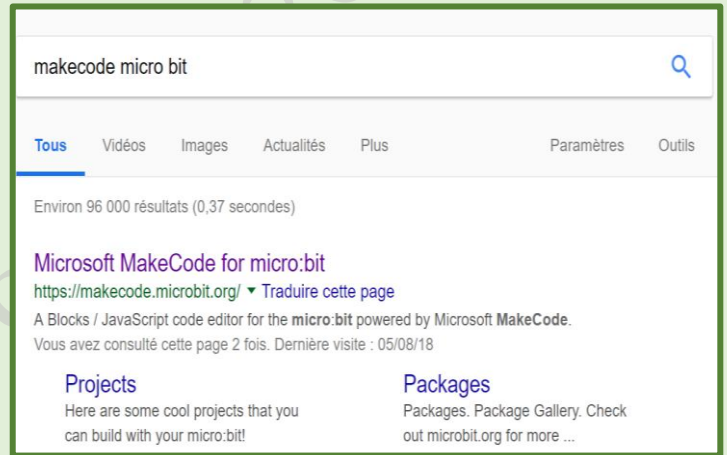 makecode micro bit
Tous Vidéos Images Actualités Plus Paramètres Outils
Environ 96 000 résultats (0,37 secondes)
Microsoft MakeCode for micro:bit
https://makecode.microbit.org/ ▼ Traduire cette page
A Blocks / JavaScript code editor for the micro:bit powered by Microsoft MakeCode.
Vous avez consulté cette page 2 fois. Dernière visite : 05/08/18
Projects
Here are some cool projects that you
can build with your micro:bit!
Packages
Packages. Package Gallery. Check
out microbit.org for more ...